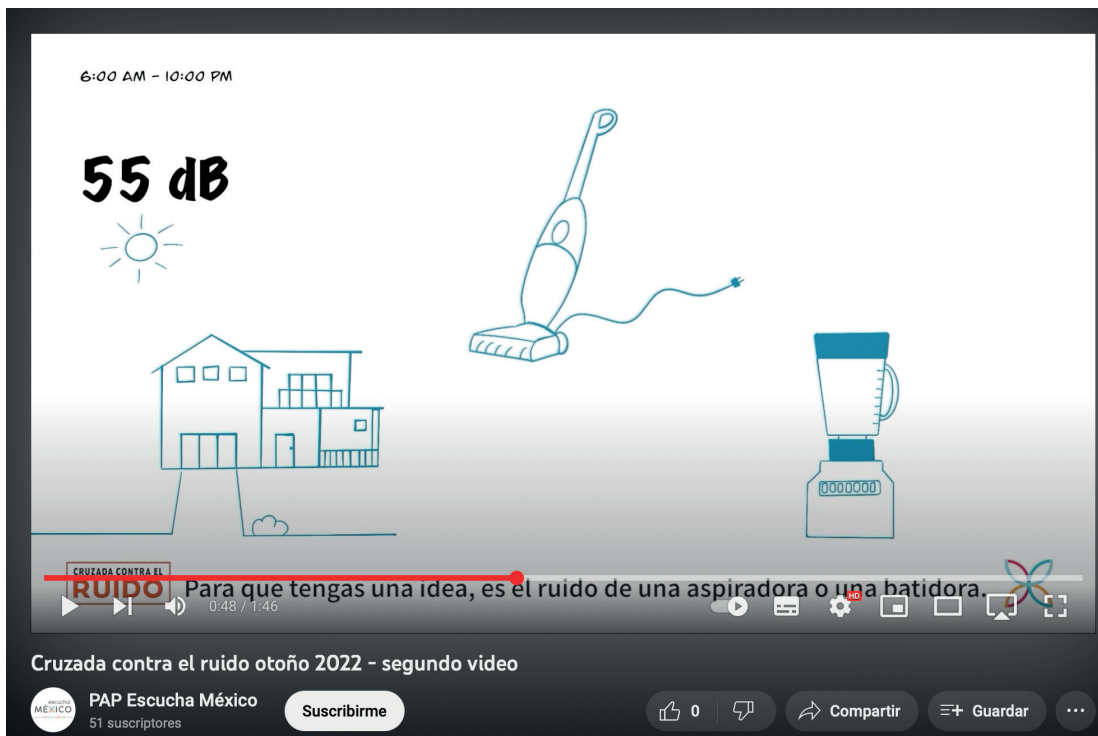 6:00 AM - 10:00 PM
55 dB
CRUZADA CONTRA EL
RUIDO
Para que tengas una idea, es el ruido de una aspiradora o una batidora.
0:48 / 1:46
HD
Cruzada contra el ruido otoño 2022 - segundo video
escucha
MÉXICO
PAP Escucha México
51 suscriptores
Suscribirme
0
Compartir
Guardar